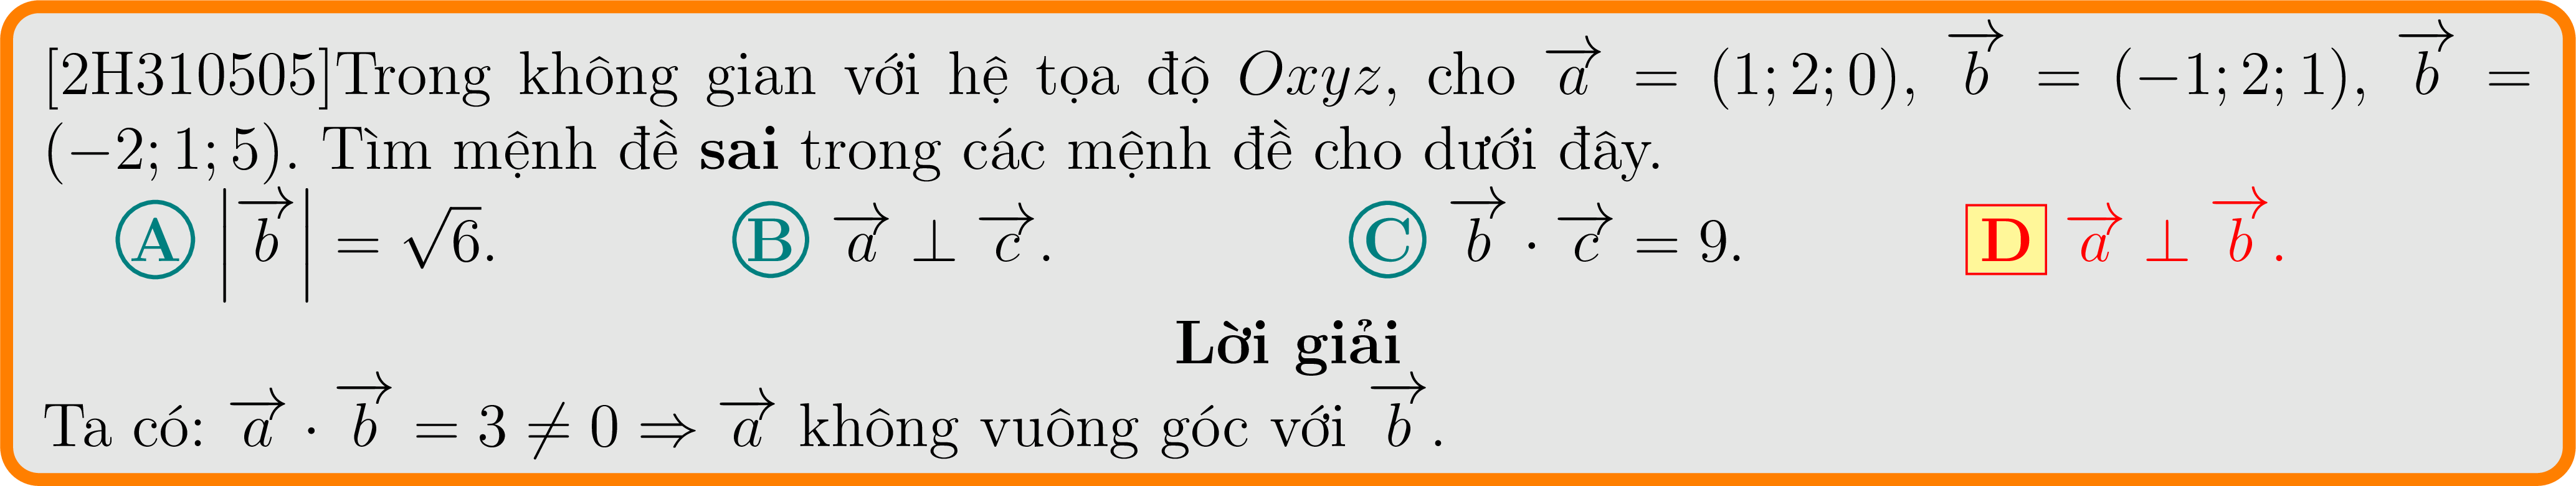 [2H310505]Trong không gian với hệ tọa độ $Oxyz$, cho $\overrightarrow{a} = (1; 2; 0)$, $\overrightarrow{b} = (-1; 2; 1)$, $\overrightarrow{b} =$
$(-2; 1; 5)$. Tìm mệnh đề sai trong các mệnh đề cho dưới đây.
A $\left|\overrightarrow{b}\right| = \sqrt{6}$. B $\overrightarrow{a} \perp \overrightarrow{c}$. C $\overrightarrow{b} \cdot \overrightarrow{c} = 9$. D $\overrightarrow{a} \perp \overrightarrow{b}$.
Lời giải
Ta có: $\overrightarrow{a} \cdot \overrightarrow{b} = 3 \neq 0 \Rightarrow \overrightarrow{a}$ không vuông góc với $\overrightarrow{b}$.